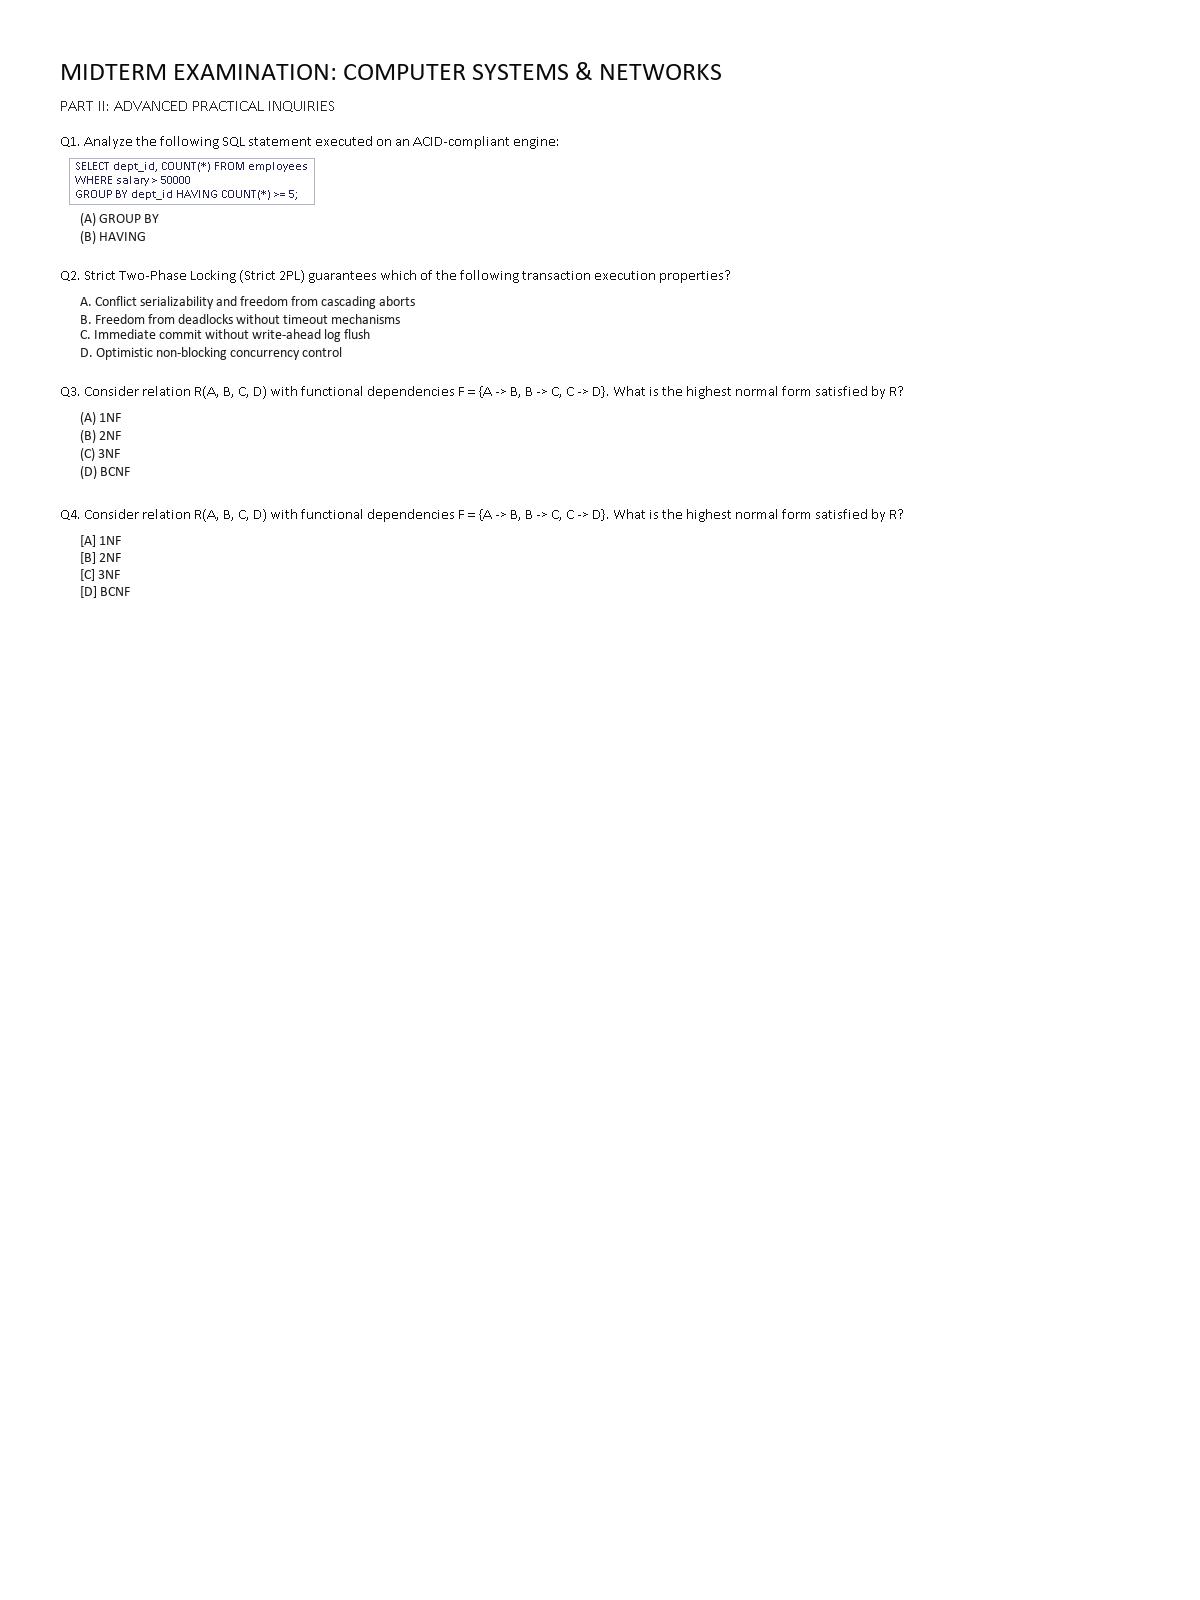 MIDTERM EXAMINATION: COMPUTER SYSTEMS & NETWORKS
PART II: ADVANCED PRACTICAL INQUIRIES
Q1. Analyze the following SQL statement executed on an ACID-compliant engine:
SELECT dept_id, COUNT(*) FROM employees
WHERE salary > 50000
GROUP BY dept_id HAVING COUNT(*) >= 5;
(A) GROUP BY
(B) HAVING
Q2. Strict Two-Phase Locking (Strict 2PL) guarantees which of the following transaction execution properties?
A. Conflict serializability and freedom from cascading aborts
B. Freedom from deadlocks without timeout mechanisms
C. Immediate commit without write-ahead log flush
D. Optimistic non-blocking concurrency control
Q3. Consider relation R(A, B, C, D) with functional dependencies F = {A -> B, B -> C, C -> D}. What is the highest normal form satisfied by R?
(A) 1NF
(B) 2NF
(C) 3NF
(D) BCNF
Q4. Consider relation R(A, B, C, D) with functional dependencies F = {A -> B, B -> C, C -> D}. What is the highest normal form satisfied by R?
[A] 1NF
[B] 2NF
[C] 3NF
[D] BCNF